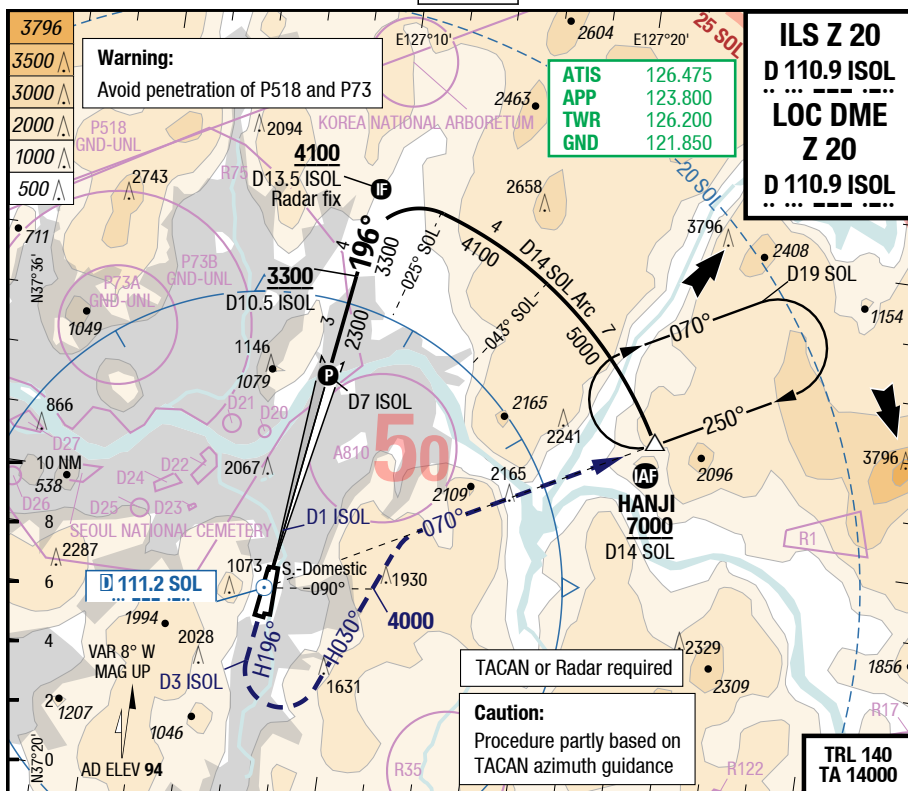 3796
3500
3000
2000
1000
500
Warning:
Avoid penetration of P518 and P73
E127°10'
2604
E127°20'
25 SOL
ILS Z 20
D 110.9 ISOL
LOC DME
Z 20
D 110.9 ISOL
ATIS 126.475
APP 123.800
TWR 126.200
GND 121.850
2463
KOREA NATIONAL ARBORETUM
P518
GND-UNL
2094
R75
4100
D13.5 ISOL
Radar fix
IF
2743
2658
20 SOL
3796
2408
D19 SOL
711
N37°36'
P73A
GND-UNL
P73B
GND-UNL
4
196°
3300
025° SOL
4
4100
D14 SOL Arc
7
5000
043° SOL
3300
D10.5 ISOL
3
2300
1049
1154
070°
250°
1146
1079
P
D7 ISOL
866
D21
D20
A810
50
2165
2241
D27
10 NM
538
D26
D24
D22
D25
D23
2067
2109
2165
2096
3796
IAF
HANJI
7000
D14 SOL
SEOUL NATIONAL CEMETERY
D1 ISOL
070°
R1
8
2287
6
1073
S.-Domestic
090°
D 111.2 SOL
1930
4000
1994
4
2028
VAR 8° W
MAG UP
H196°
H030°
D3 ISOL
1631
TACAN or Radar required
2329
2309
1856
2
1207
1046
Caution:
Procedure partly based on
TACAN azimuth guidance
R17
N37°20'
0
AD ELEV 94
R35
R122
TRL 140
TA 14000